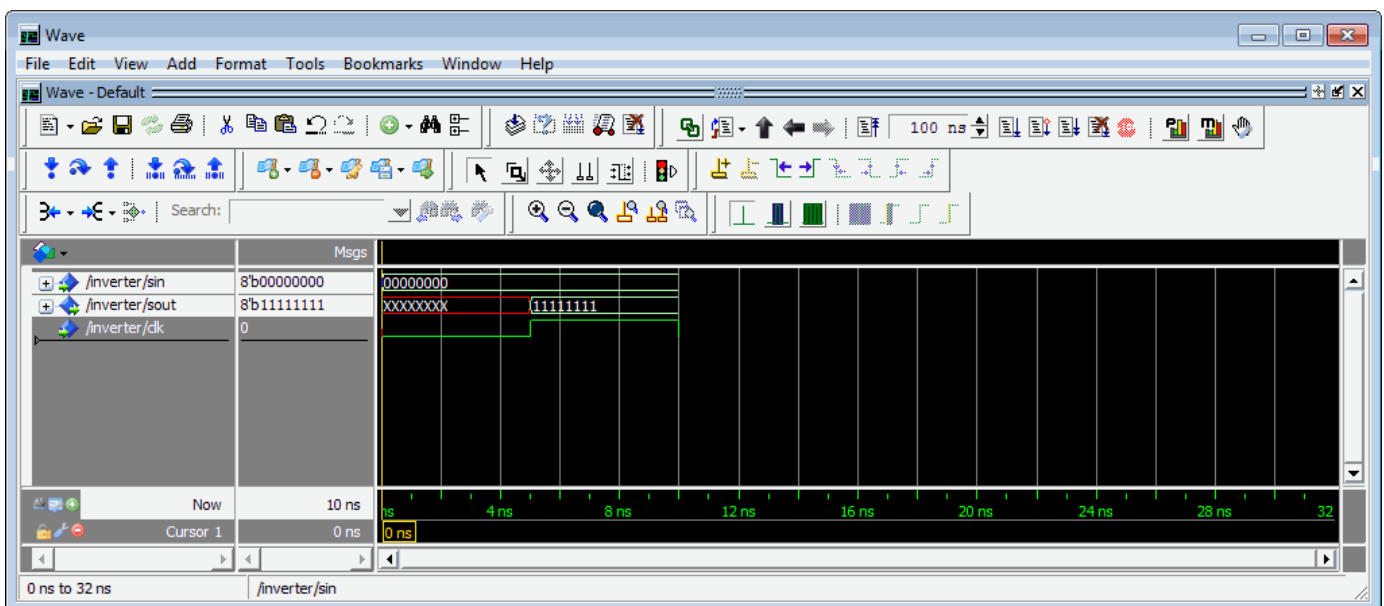 Wave
File Edit View Add Format Tools Bookmarks Window Help
Wave - Default
100 ns
Search:
Msgs
/inverter/sin 8'b00000000 00000000
/inverter/sout 8'b11111111 XXXXXXXX 11111111
/inverter/clk 0
Now 10 ns ns 4 ns 8 ns 12 ns 16 ns 20 ns 24 ns 28 ns 32
Cursor 1 0 ns 0 ns
0 ns to 32 ns /inverter/sin